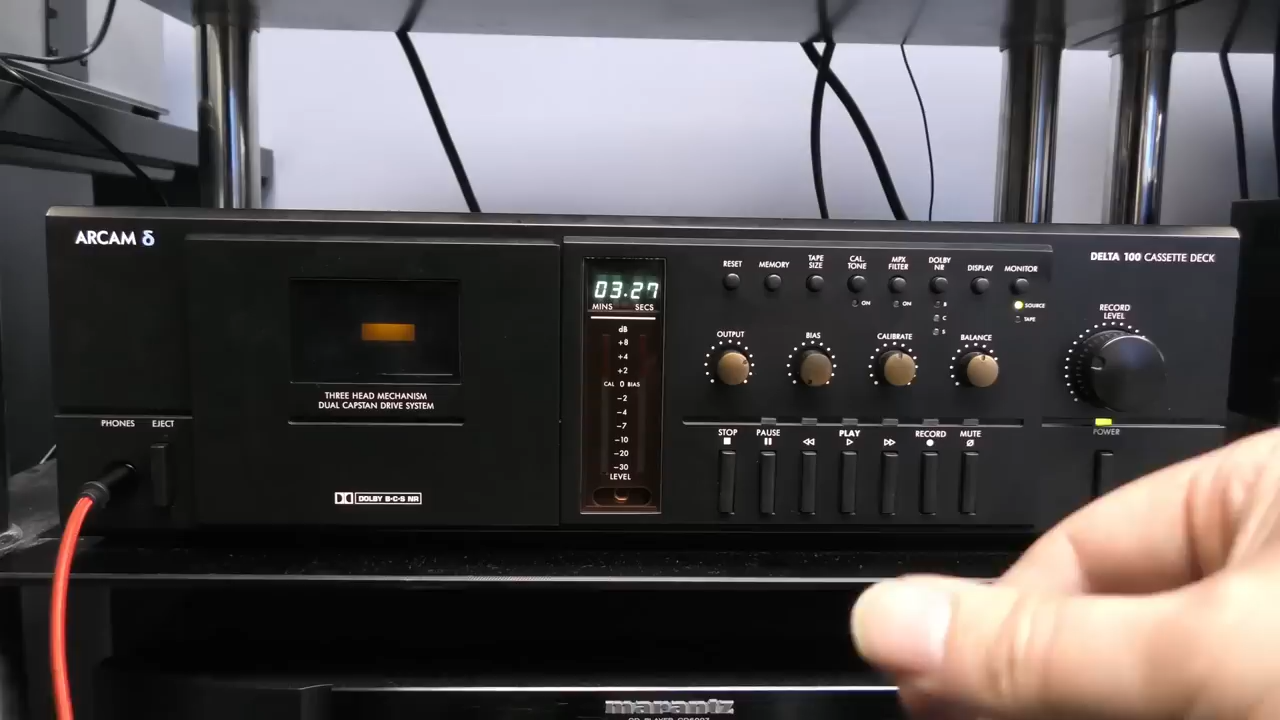 ARCAM δ
DELTA 100 CASSETTE DECK
THREE HEAD MECHANISM
DUAL CAPSTAN DRIVE SYSTEM
PHONES
EJECT
DOLBY B-C-S NR
03.27
MINS SECS
dB
+8
+4
+2
CAL 0 BIAS
-2
-4
-7
-10
-20
-30
LEVEL
RESET
MEMORY
TAPE
SIZE
CAL.
TONE
ON
MPX
FILTER
ON
DOLBY
NR
B
C
S
DISPLAY
MONITOR
SOURCE
TAPE
OUTPUT
BIAS
CALIBRATE
BALANCE
RECORD
LEVEL
STOP
PAUSE
PLAY
RECORD
MUTE
POWER
marantz